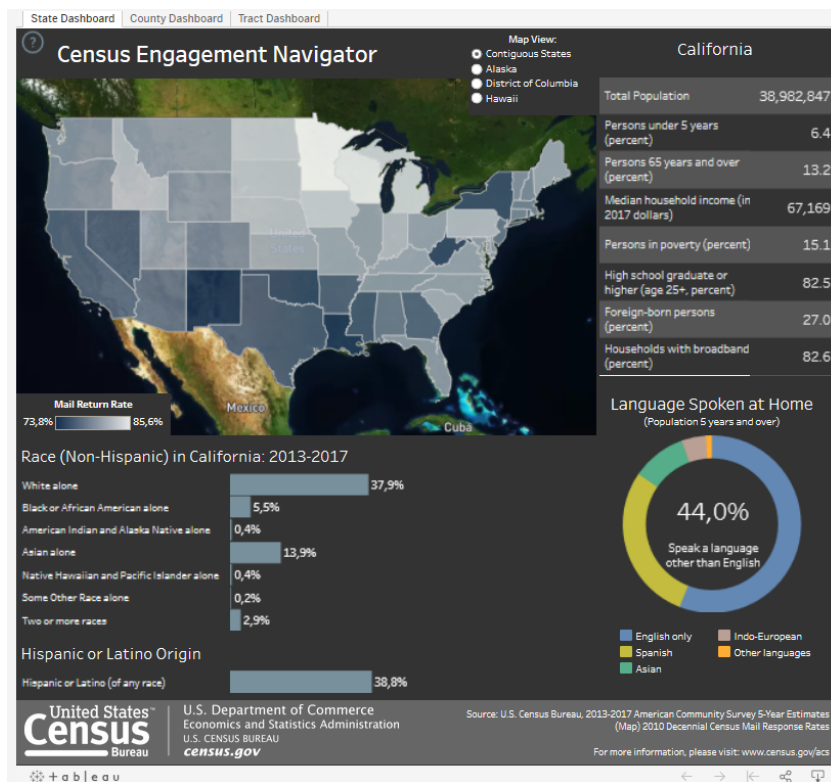 State Dashboard
County Dashboard
Tract Dashboard
?
Census Engagement Navigator
Map View:
Contiguous States
Alaska
District of Columbia
Hawaii
United
States
Mexico
Cuba
Mail Return Rate
73,8%
85,6%
California
Total Population 38,982,847
Persons under 5 years
(percent) 6.4
Persons 65 years and over
(percent) 13.2
Median household income (in
2017 dollars) 67,169
Persons in poverty (percent) 15.1
High school graduate or
higher (age 25+, percent) 82.5
Foreign-born persons
(percent) 27.0
Households with broadband
(percent) 82.6
Race (Non-Hispanic) in California: 2013-2017
White alone 37,9%
Black or African American alone 5,5%
American Indian and Alaska Native alone 0,4%
Asian alone 13,9%
Native Hawaiian and Pacific Islander alone 0,4%
Some Other Race alone 0,2%
Two or more races 2,9%
Hispanic or Latino Origin
Hispanic or Latino (of any race) 38,8%
Language Spoken at Home
(Population 5 years and over)
44,0%
Speak a language
other than English
English only
Indo-European
Spanish
Other languages
Asian
United States™
Census
Bureau
U.S. Department of Commerce
Economics and Statistics Administration
U.S. CENSUS BUREAU
census.gov
Source: U.S. Census Bureau, 2013-2017 American Community Survey 5-Year Estimates
(Map) 2010 Decennial Census Mail Response Rates
For more information, please visit: www.census.gov/acs
+ableau